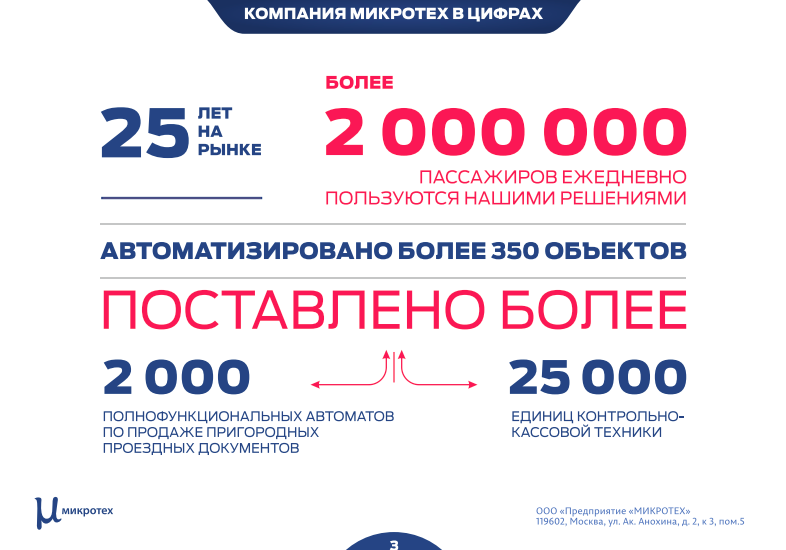 КОМПАНИЯ МИКРОТЕХ В ЦИФРАХ
25 ЛЕТ
НА
РЫНКЕ
БОЛЕЕ
2 000 000
ПАССАЖИРОВ ЕЖЕДНЕВНО
ПОЛЬЗУЮТСЯ НАШИМИ РЕШЕНИЯМИ
АВТОМАТИЗИРОВАНО БОЛЕЕ 350 ОБЪЕКТОВ
ПОСТАВЛЕНО БОЛЕЕ
2 000
ПОЛНОФУНКЦИОНАЛЬНЫХ АВТОМАТОВ
ПО ПРОДАЖЕ ПРИГОРОДНЫХ
ПРОЕЗДНЫХ ДОКУМЕНТОВ
25 000
ЕДИНИЦ КОНТРОЛЬНО-
КАССОВОЙ ТЕХНИКИ
μ микротех
ООО «Предприятие «МИКРОТЕХ»
119602, Москва, ул. Ак. Анохина, д. 2, к 3, пом.5
3